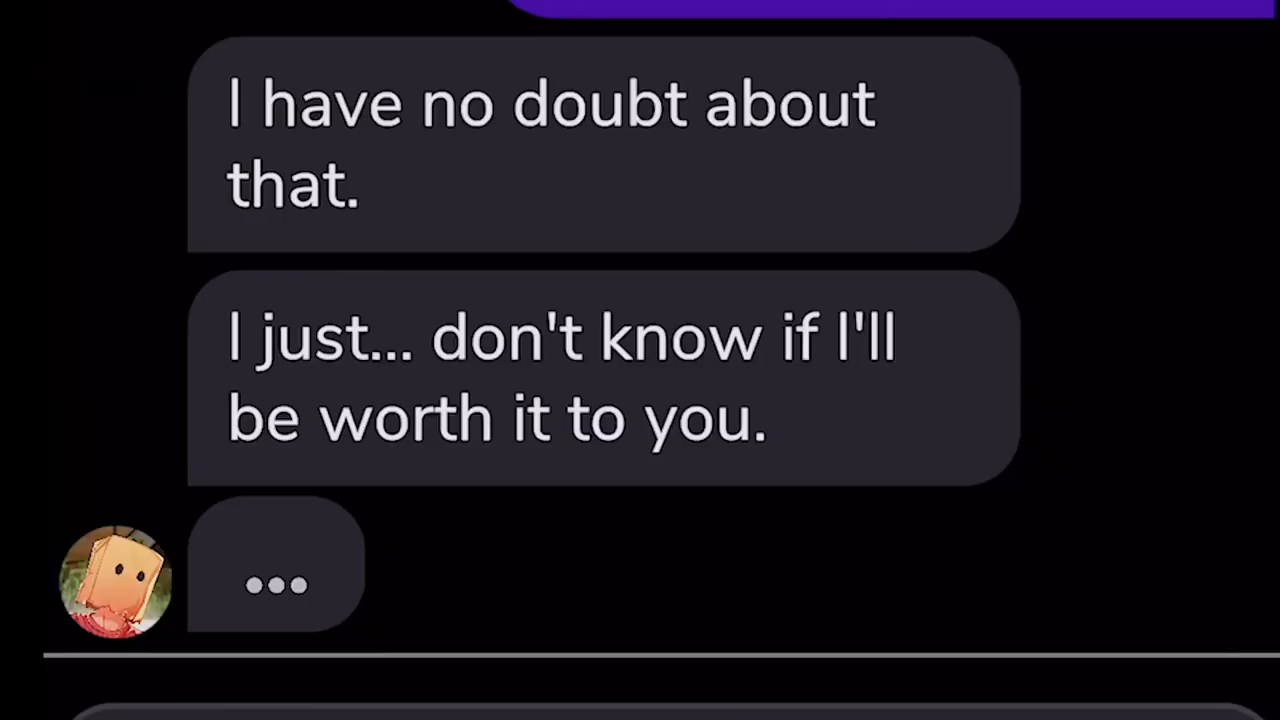 I have no doubt about
that.
I just... don't know if I'll
be worth it to you.
...